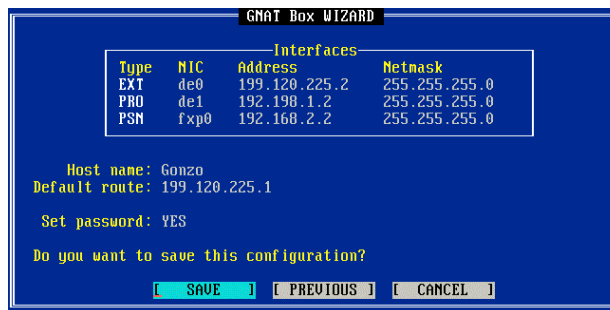 GNAT Box WIZARD
Interfaces
Type NIC Address Netmask
EXT de0 199.120.225.2 255.255.255.0
PRO de1 192.198.1.2 255.255.255.0
PSN fxp0 192.168.2.2 255.255.255.0
Host name: Gonzo
Default route: 199.120.225.1
Set password: YES
Do you want to save this configuration?
[ SAVE ] [ PREVIOUS ] [ CANCEL ]